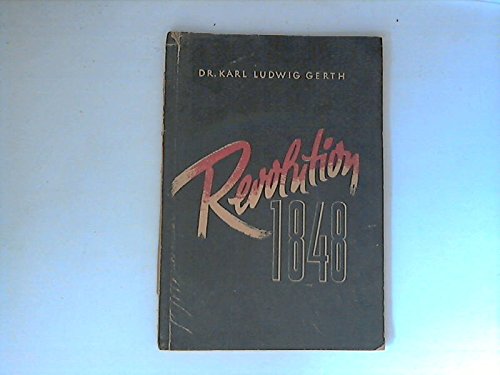 DR. KARL LUDWIG GERTH
Revolution
1848